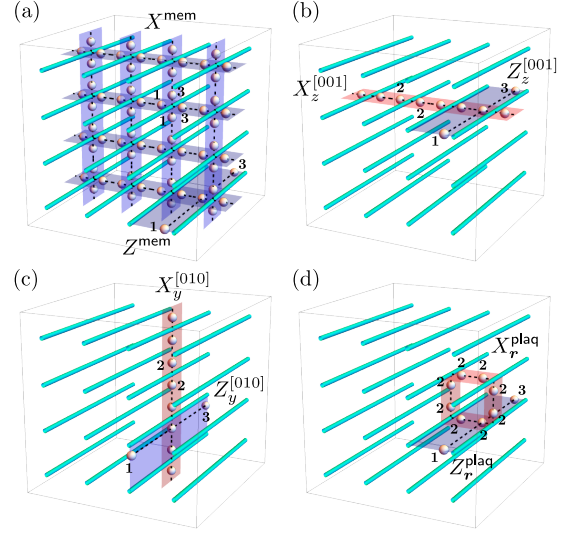 (a)
X^mem
1 3
1 3
3
1
Z^mem
(b)
Z_z^[001]
X_z^[001]
2
3
2
1
(c)
X_y^[010]
2
2
Z_y^[010]
3
1
(d)
X_r^plaq
2 2
2 2
3
2 2
2 2
1
Z_r^plaq